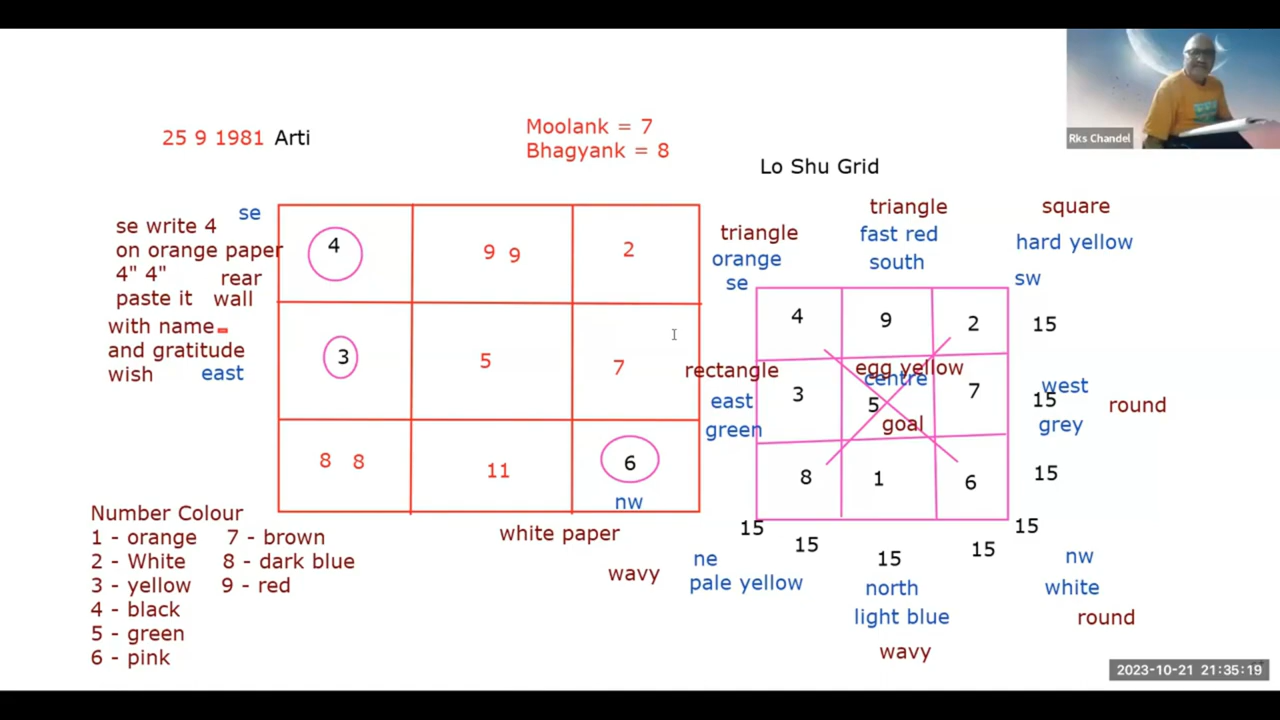 Rks Chandel
25 9 1981 Arti
Moolank = 7
Bhagyank = 8
Lo Shu Grid
se
se write 4
on orange paper
4" 4"
rear
paste it
wall
with name-
and gratitude
wish
east
4
9 9
2
3
5
7
8 8
11
6
nw
white paper
wavy
triangle
orange
se
triangle
fast red
south
square
hard yellow
sw
4 9 2 15
rectangle
east
green
egg yellow
centre
3 5 7 15
goal
west
grey
round
8 1 6 15
15 15 15 15 15
ne
pale yellow
north
light blue
wavy
nw
white
round
Number Colour
1 - orange 7 - brown
2 - White 8 - dark blue
3 - yellow 9 - red
4 - black
5 - green
6 - pink
2023-10-21 21:35:19